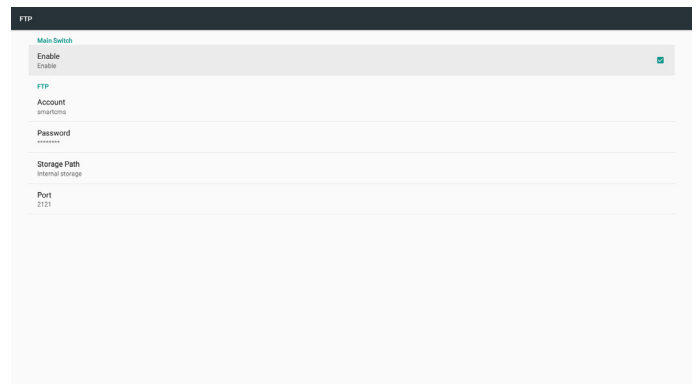 FTP
Main Switch
Enable
Enable
FTP
Account
smartcms
Password
********
Storage Path
Internal storage
Port
2121